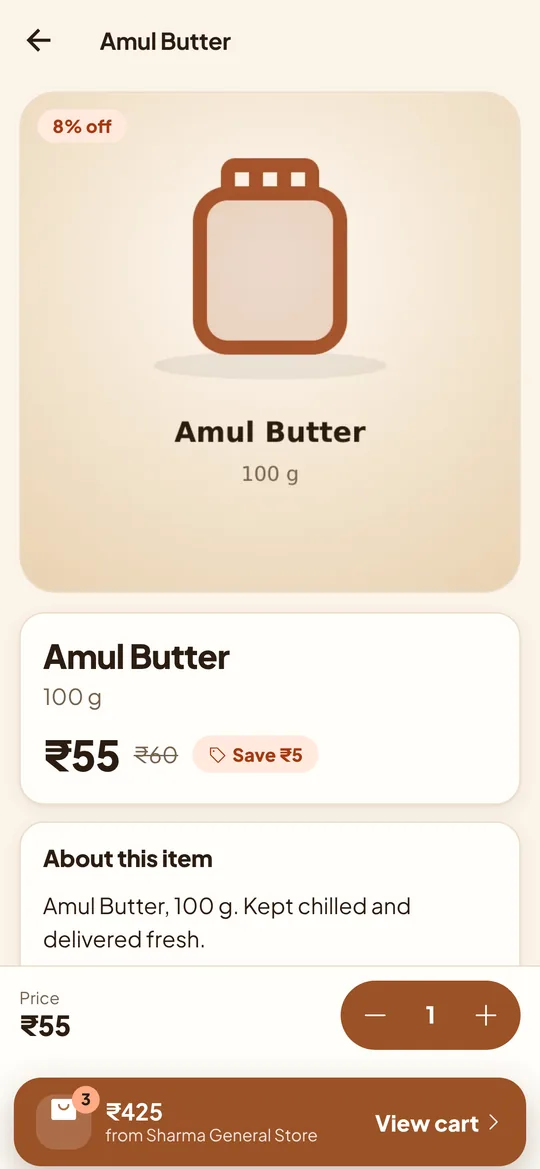 Amul Butter
8% off
Amul Butter
100 g
Amul Butter
100 g
₹55 ₹60 Save ₹5
About this item
Amul Butter, 100 g. Kept chilled and
delivered fresh.
Price
₹55
1
3
₹425
from Sharma General Store
View cart